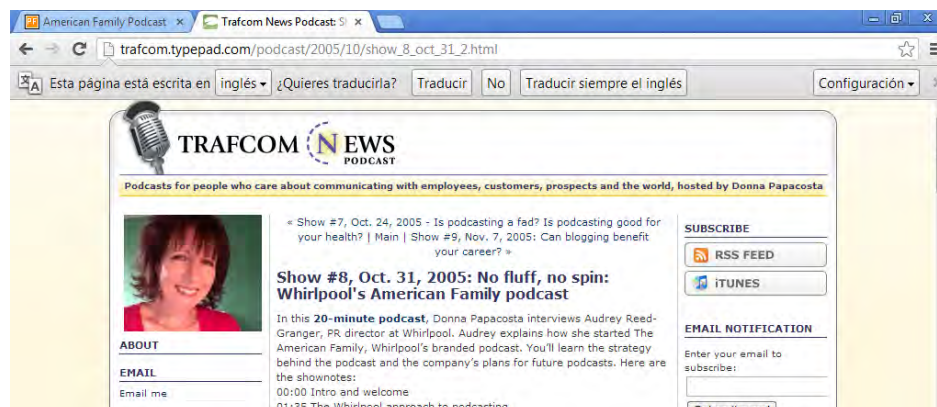 American Family Podcast
Trafcom News Podcast: S
trafcom.typepad.com/podcast/2005/10/show_8_oct_31_2.html
Esta página está escrita en inglés ¿Quieres traducirla? Traducir No Traducir siempre el inglés Configuración
TRAFCOM NEWS
PODCAST
Podcasts for people who care about communicating with employees, customers, prospects and the world, hosted by Donna Papacosta
ABOUT
EMAIL
Email me
« Show #7, Oct. 24, 2005 - Is podcasting a fad? Is podcasting good for
your health? | Main | Show #9, Nov. 7, 2005: Can blogging benefit
your career? »
Show #8, Oct. 31, 2005: No fluff, no spin:
Whirlpool's American Family podcast
In this 20-minute podcast, Donna Papacosta interviews Audrey Reed-
Granger, PR director at Whirlpool. Audrey explains how she started The
American Family, Whirlpool's branded podcast. You'll learn the strategy
behind the podcast and the company's plans for future podcasts. Here are
the shownotes:
00:00 Intro and welcome
01:35 The Whirlpool approach to podcasting
SUBSCRIBE
RSS FEED
iTUNES
EMAIL NOTIFICATION
Enter your email to
subscribe: